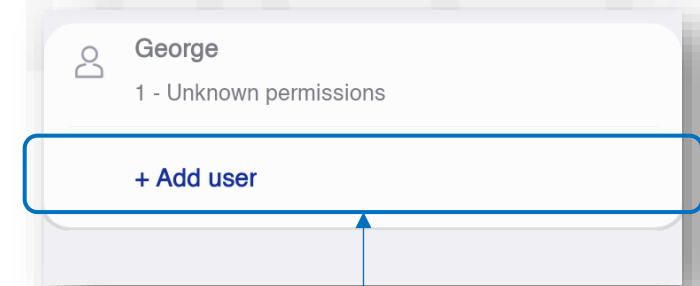 George
1 - Unknown permissions
+ Add user